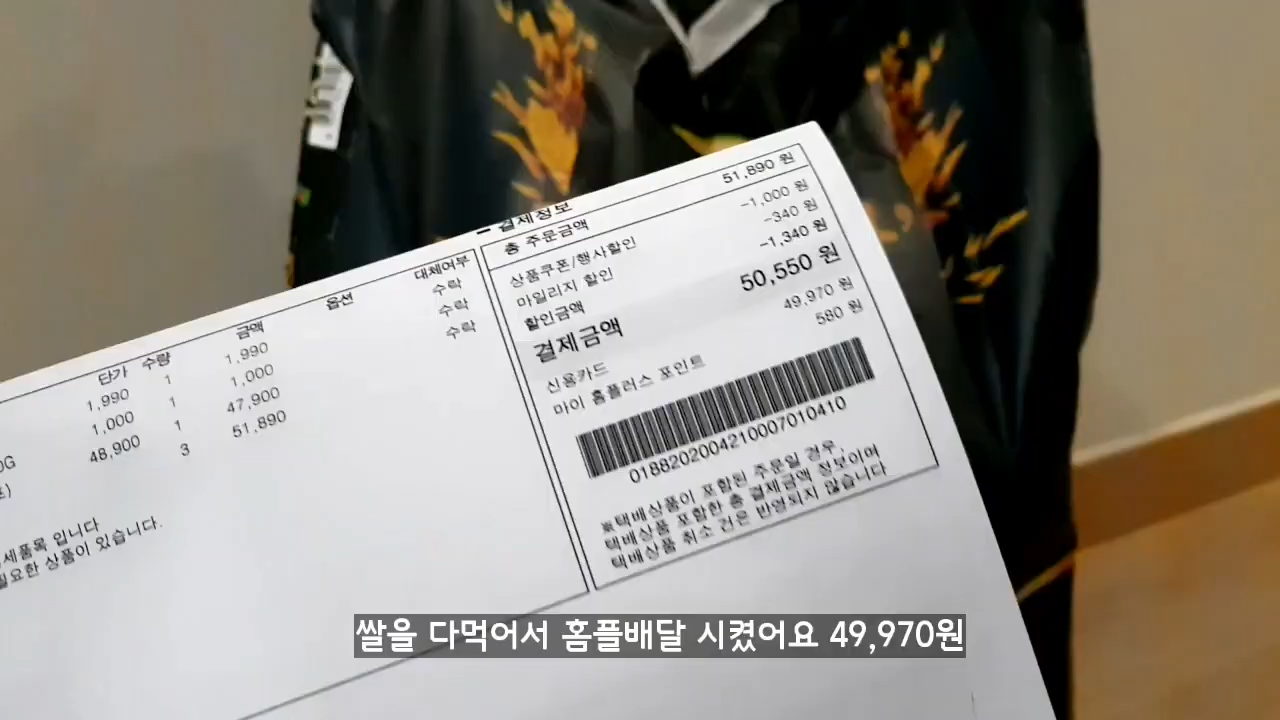 결제정보
총 주문금액 51,890 원
상품쿠폰/행사할인 -1,000 원
마일리지 할인 -340 원
할인금액 -1,340 원
결제금액 50,550 원
신용카드 49,970 원
마이 홈플러스 포인트 580 원
018820200421000701041​0
※택배상품이 포함된 주문일 경우,
택배상품 포함한 총 결제금액 정보이며
택배상품 취소 건은 반영되지 않습니다
단가 수량 금액 옵션 대체여부
1,990 1 1,990 수락
1,000 1 1,000 수락
48,900 1 47,900 수락
3 51,890
세품목 입니다
필요한 상품이 있습니다.
쌀을 다먹어서 홈플배달 시켰어요 49,970원